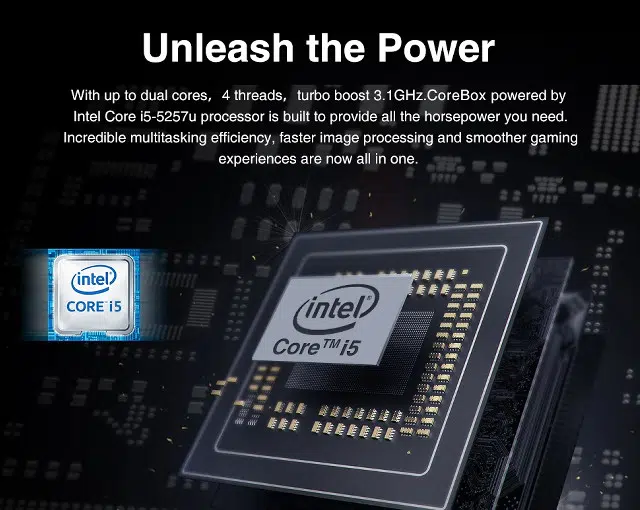 Unleash the Power
With up to dual cores, 4 threads, turbo boost 3.1GHz.CoreBox powered by
Intel Core i5-5257u processor is built to provide all the horsepower you need.
Incredible multitasking efficiency, faster image processing and smoother gaming
experiences are now all in one.
intel
CORE i5
intel®
Core™ i5